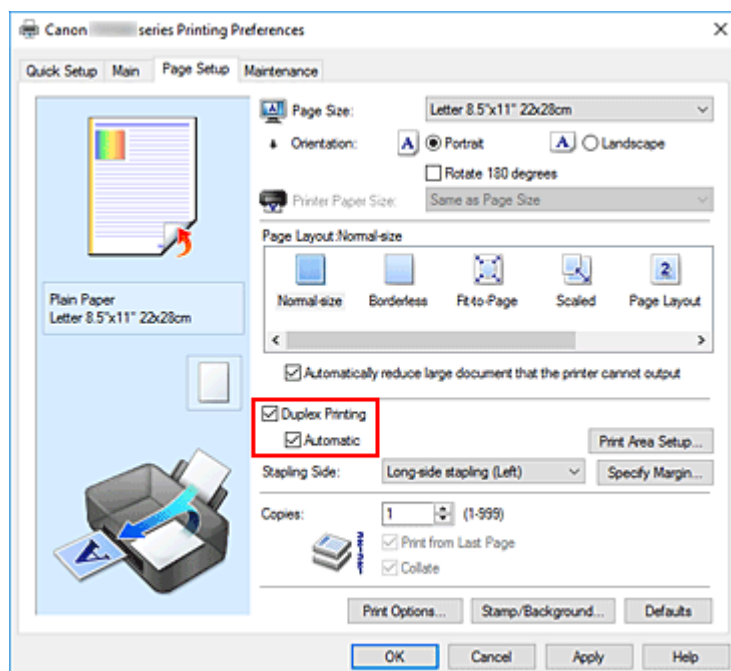 Canon series Printing Preferences
Quick Setup Main Page Setup Maintenance
Page Size: Letter 8.5"x11" 22x28cm
Orientation: A Portrait A Landscape
Rotate 180 degrees
Printer Paper Size: Same as Page Size
Page Layout:Normal-size
2
Normal-size Borderless Fit-to-Page Scaled Page Layout
Plain Paper
Letter 8.5"x11" 22x28cm
Automatically reduce large document that the printer cannot output
Duplex Printing
Automatic
Print Area Setup...
Stapling Side: Long-side stapling (Left) Specify Margin...
Copies: 1 (1-999)
Print from Last Page
Collate
A
Print Options... Stamp/Background... Defaults
OK Cancel Apply Help